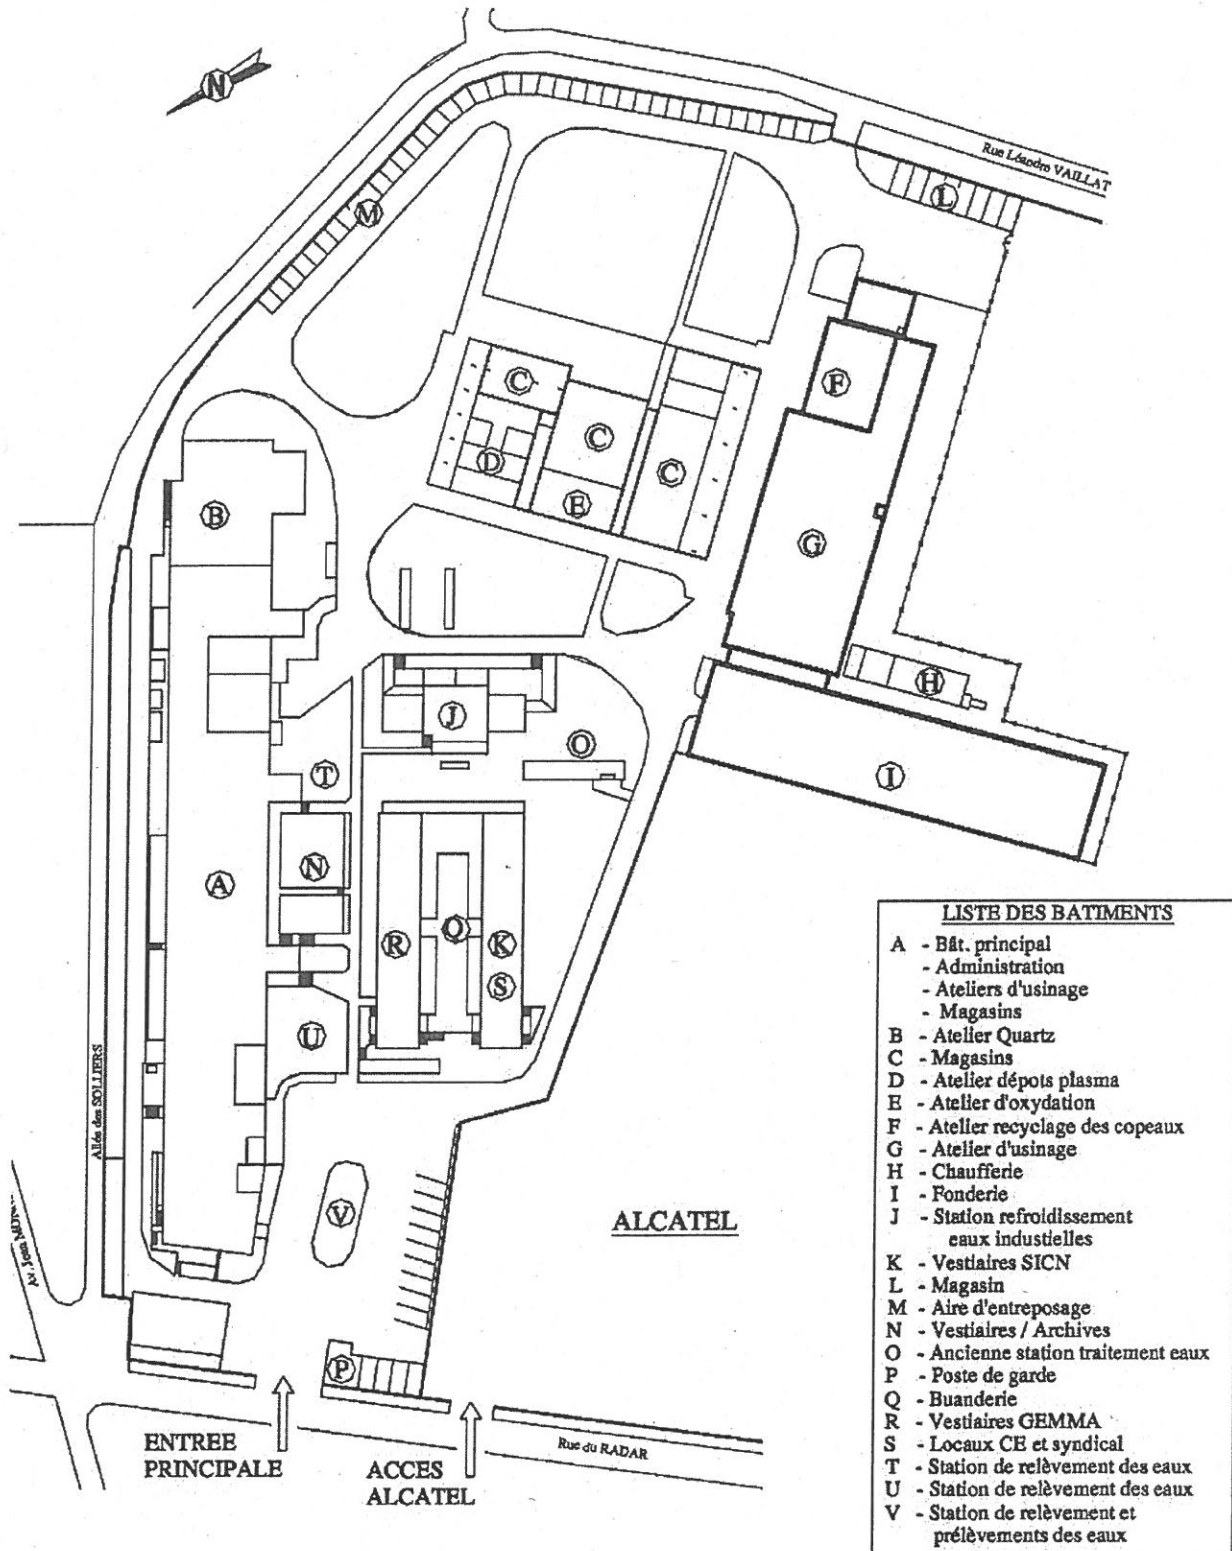 N
Rue Léandre VAILLAT
L
M
C
F
C
D
C
E
B
G
H
J
O
I
T
N
A
R
Q
K
S
U
Allée des SOLLIERS
V
ALCATEL
Av. Jean
P
ENTREE
PRINCIPALE
ACCES
ALCATEL
Rue du RADAR
LISTE DES BATIMENTS
A - Bât. principal
- Administration
- Ateliers d'usinage
- Magasins
B - Atelier Quartz
C - Magasins
D - Atelier dépots plasma
E - Atelier d'oxydation
F - Atelier recyclage des copeaux
G - Atelier d'usinage
H - Chaufferie
I - Fonderie
J - Station refroidissement
eaux industielles
K - Vestiaires SICN
L - Magasin
M - Aire d'entreposage
N - Vestiaires / Archives
O - Ancienne station traitement eaux
P - Poste de garde
Q - Buanderie
R - Vestiaires GEMMA
S - Locaux CE et syndical
T - Station de relèvement des eaux
U - Station de relèvement des eaux
V - Station de relèvement et
prélèvements des eaux